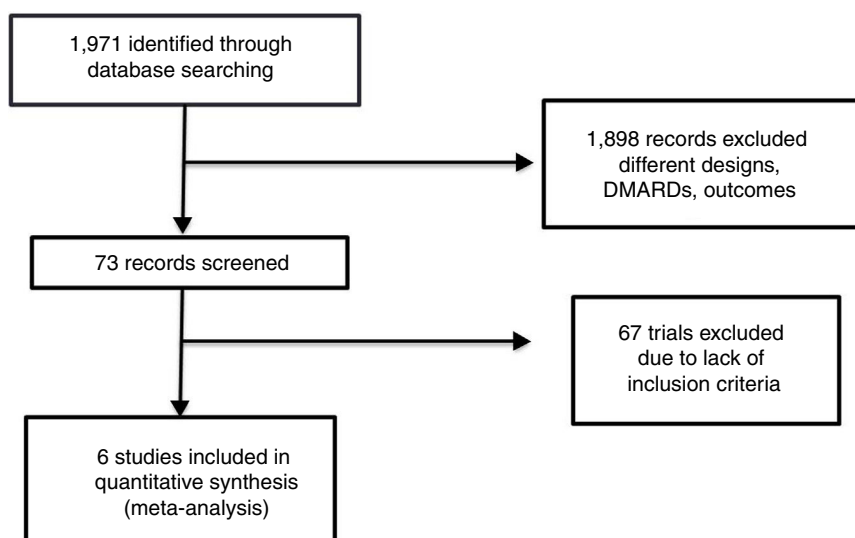 1,971 identified through
database searching
1,898 records excluded
different designs,
DMARDs, outcomes
73 records screened
67 trials excluded
due to lack of
inclusion criteria
6 studies included in
quantitative synthesis
(meta-analysis)